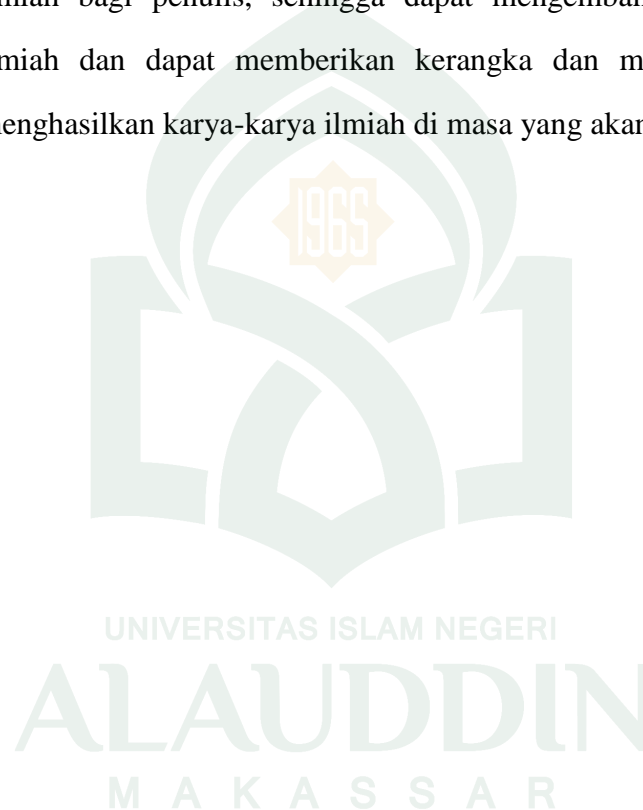 bagi penulis, sehingga dapat
dan dapat memberikan kerangka dan
karya-karya ilmiah di masa yang akan
1965
UNIVERSITAS ISLAM NEGERI
ALAUDDIN
MAKASSAR